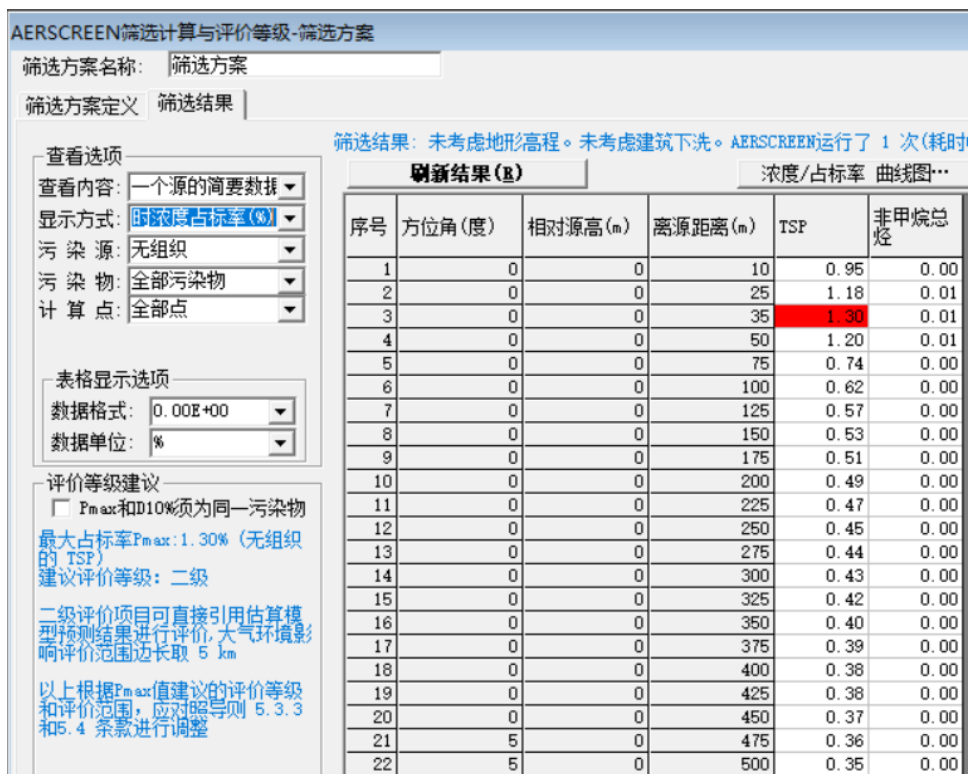 AERSCREEN筛选计算与评价等级-筛选方案
筛选方案名称: 筛选方案
筛选方案定义 筛选结果
筛选结果: 未考虑地形高程。未考虑建筑下洗。AERSCREEN运行了 1 次(耗时
查看选项
查看内容: 一个源的简要数据
显示方式: 时浓度占标率(%)
污 染 源: 无组织
污 染 物: 全部污染物
计 算 点: 全部点
表格显示选项
数据格式: 0.00E+00
数据单位: %
评价等级建议
Pmax和D10%须为同一污染物
最大占标率Pmax:1.30% (无组织
的 TSP)
建议评价等级: 二级
二级评价项目可直接引用估算模
型预测结果进行评价,大气环境影
响评价范围边长取 5 km
以上根据Pmax值建议的评价等级
和评价范围,应对照导则 5.3.3
和5.4 条款进行调整
刷新结果(R) 浓度/占标率 曲线图…
序号 方位角(度) 相对源高(m) 离源距离(m) TSP 非甲烷总
烃
1 0 0 10 0.95 0.00
2 0 0 25 1.18 0.01
3 0 0 35 1.30 0.01
4 0 0 50 1.20 0.01
5 0 0 75 0.74 0.00
6 0 0 100 0.62 0.00
7 0 0 125 0.57 0.00
8 0 0 150 0.53 0.00
9 0 0 175 0.51 0.00
10 0 0 200 0.49 0.00
11 0 0 225 0.47 0.00
12 0 0 250 0.45 0.00
13 0 0 275 0.44 0.00
14 0 0 300 0.43 0.00
15 0 0 325 0.42 0.00
16 0 0 350 0.40 0.00
17 0 0 375 0.39 0.00
18 0 0 400 0.38 0.00
19 0 0 425 0.38 0.00
20 0 0 450 0.37 0.00
21 5 0 475 0.36 0.00
22 5 0 500 0.35 0.00